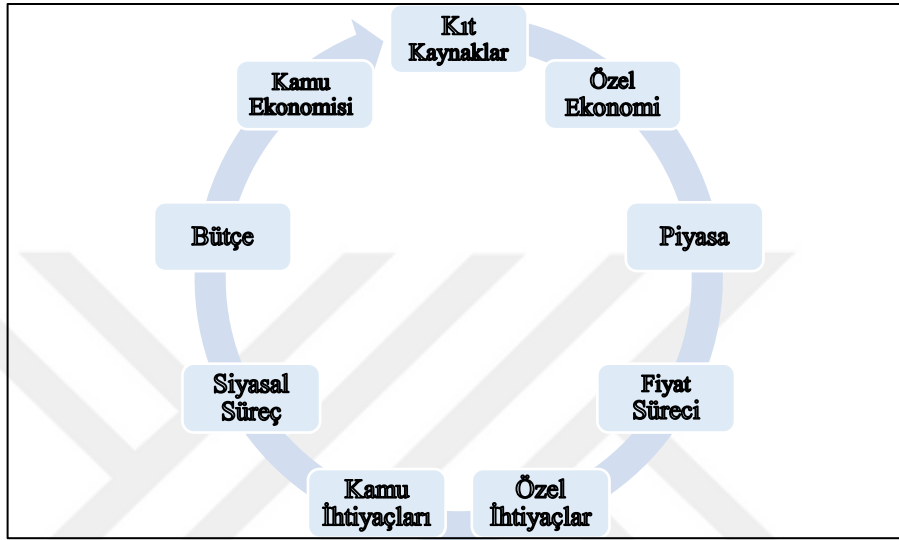 Kıt
Kaynaklar
Özel
Ekonomi
Piyasa
Fiyat
Süreci
Özel
İhtiyaçlar
Kamu
İhtiyaçları
Siyasal
Süreç
Bütçe
Kamu
Ekonomisi